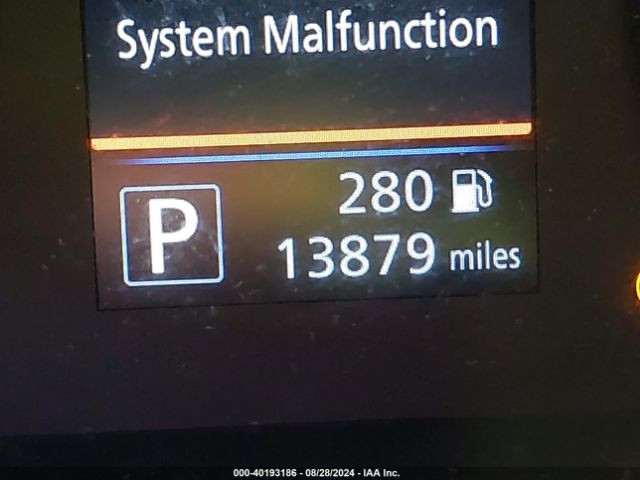 System Malfunction
P
280
13879 miles
000-40193186 - 08/28/2024 - IAA Inc.